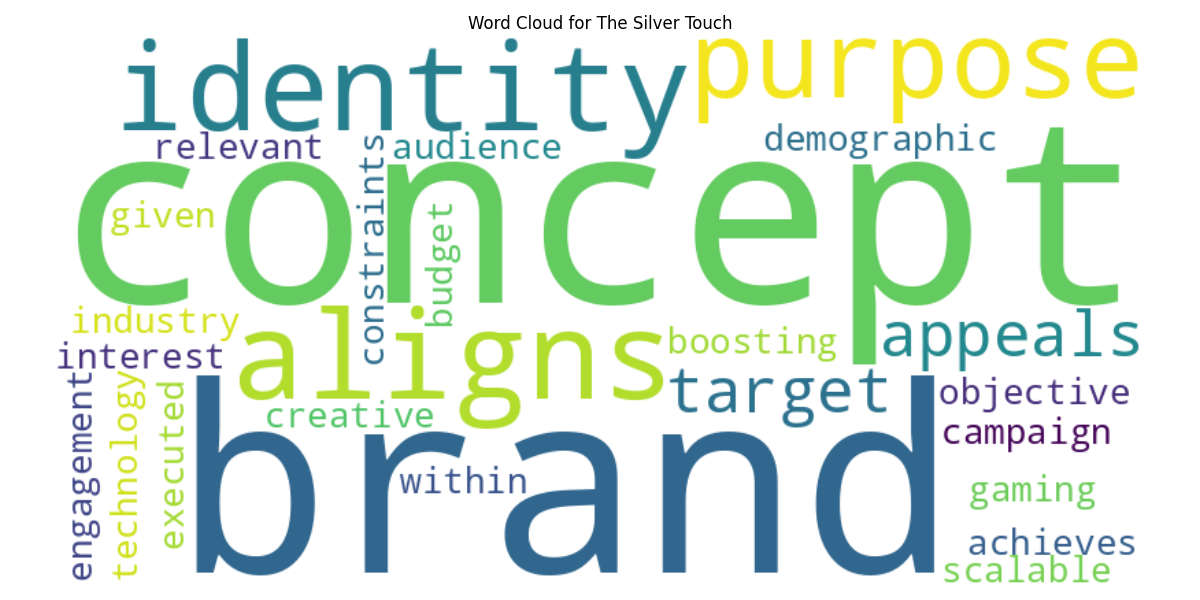 Word Cloud for The Silver Touch
identity
purpose
relevant
constraints
audience
demographic
concept
given
budget
industry
aligns
boosting
appeals
interest
target
engagement
technology
executed
creative
objective
campaign
brand
within
gaming
achieves
scalable